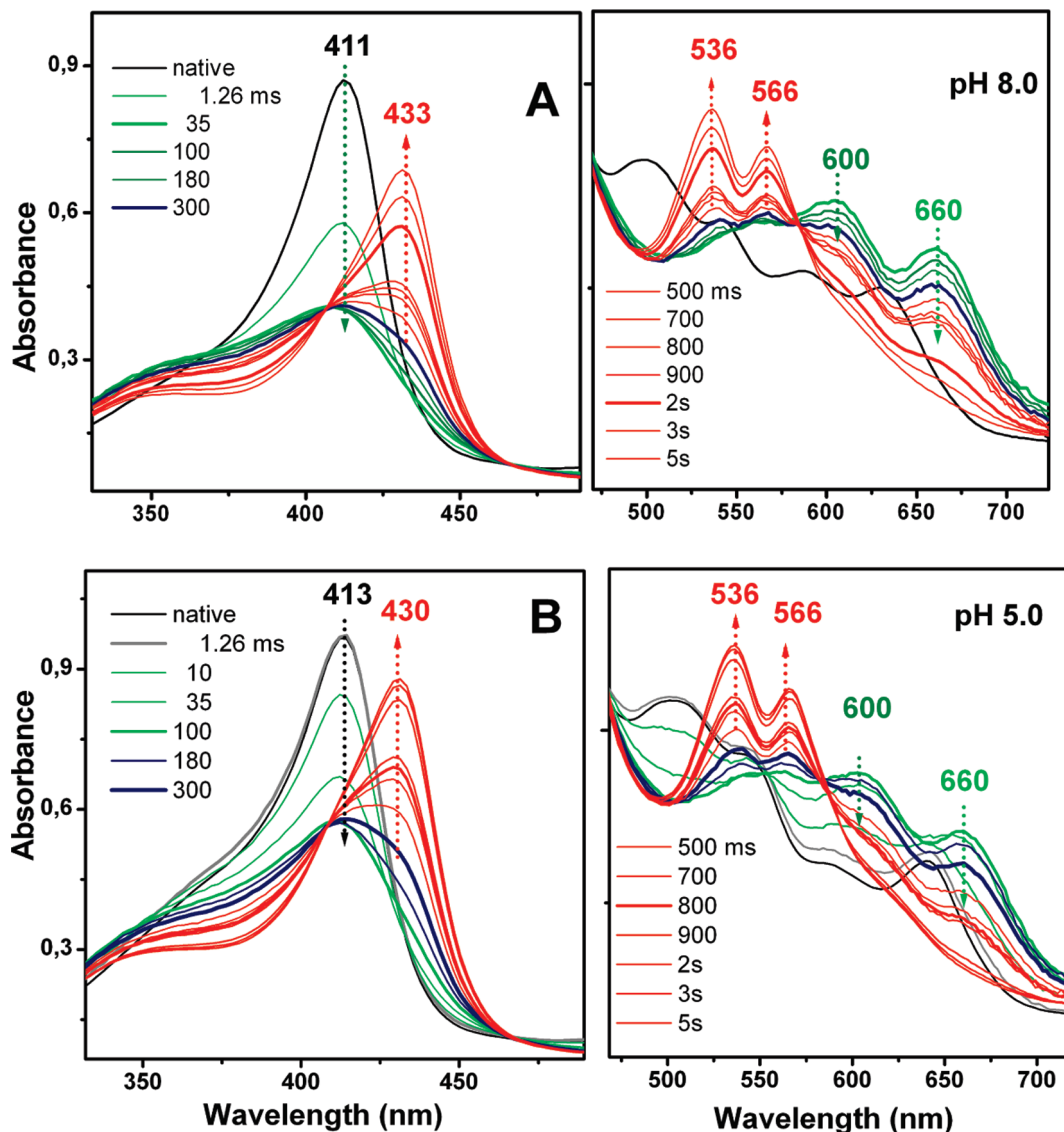 A
411
433
native
1.26 ms
35
100
180
300
0,9
0,6
0,3
Absorbance
350
400
450
pH 8.0
536
566
600
660
500 ms
700
800
900
2s
3s
5s
500
550
600
650
700
B
413
430
native
1.26 ms
10
35
100
180
300
0,9
0,6
0,3
Absorbance
350
400
450
Wavelength (nm)
pH 5.0
536
566
600
660
500 ms
700
800
900
2s
3s
5s
500
550
600
650
700
Wavelength (nm)